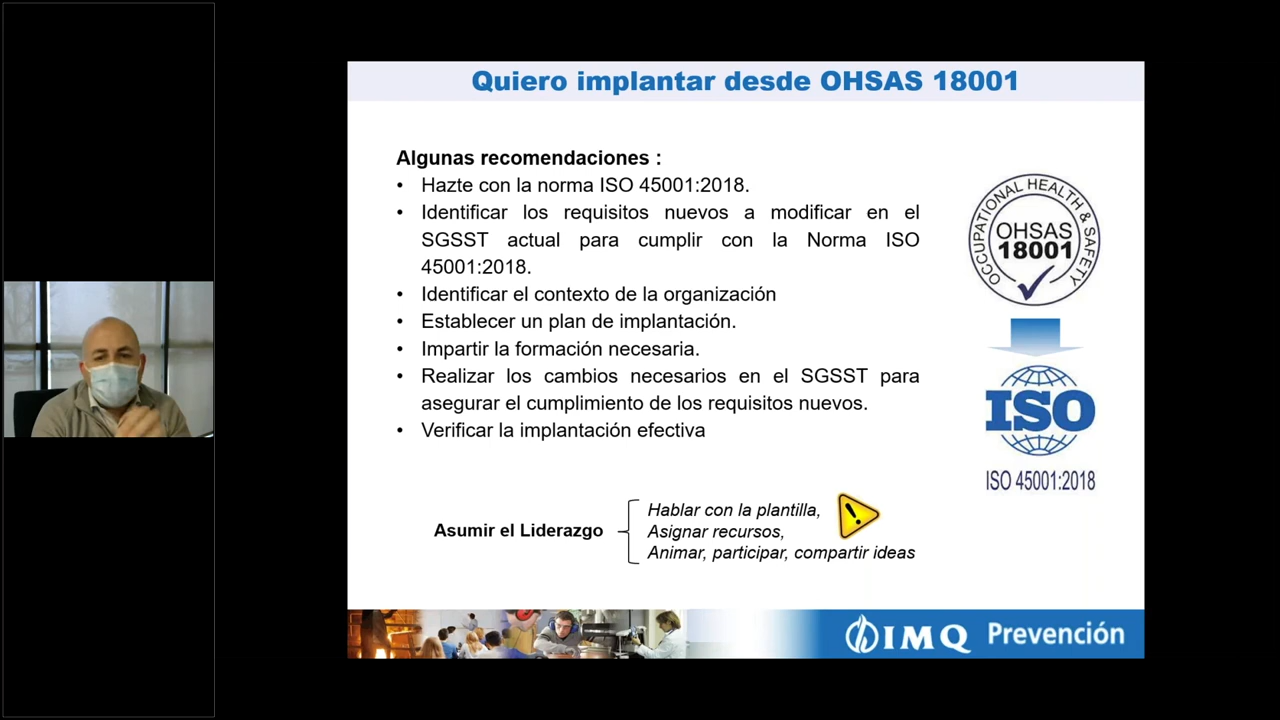 Quiero implantar desde OHSAS 18001
Algunas recomendaciones :
• Hazte con la norma ISO 45001:2018.
• Identificar los requisitos nuevos a modificar en el
SGSST actual para cumplir con la Norma ISO
45001:2018.
• Identificar el contexto de la organización
• Establecer un plan de implantación.
• Impartir la formación necesaria.
• Realizar los cambios necesarios en el SGSST para
asegurar el cumplimiento de los requisitos nuevos.
• Verificar la implantación efectiva
OCCUPATIONAL HEALTH & SAFETY
OHSAS
18001
ISO
ISO 45001:2018
Asumir el Liderazgo
Hablar con la plantilla,
Asignar recursos,
Animar, participar, compartir ideas
!
IMQ Prevención